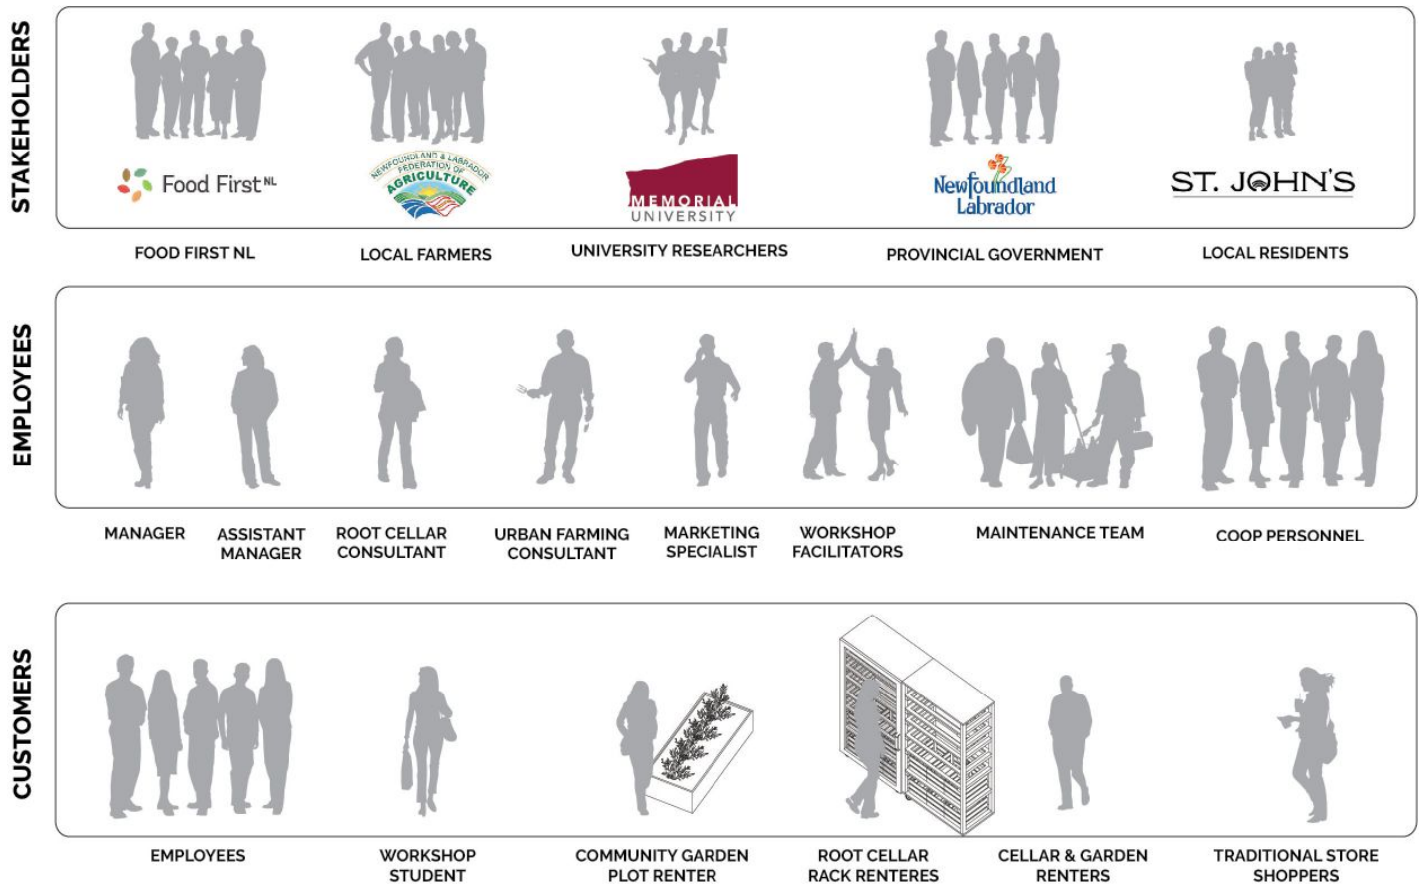 STAKEHOLDERS
Food First NL
NEWFOUNDLAND & LABRADOR
FEDERATION OF
AGRICULTURE
MEMORIAL
UNIVERSITY
Newfoundland
Labrador
ST. JOHN'S
FOOD FIRST NL
LOCAL FARMERS
UNIVERSITY RESEARCHERS
PROVINCIAL GOVERNMENT
LOCAL RESIDENTS
EMPLOYEES
MANAGER
ASSISTANT
MANAGER
ROOT CELLAR
CONSULTANT
URBAN FARMING
CONSULTANT
MARKETING
SPECIALIST
WORKSHOP
FACILITATORS
MAINTENANCE TEAM
COOP PERSONNEL
CUSTOMERS
EMPLOYEES
WORKSHOP
STUDENT
COMMUNITY GARDEN
PLOT RENTER
ROOT CELLAR
RACK RENTERES
CELLAR & GARDEN
RENTERS
TRADITIONAL STORE
SHOPPERS